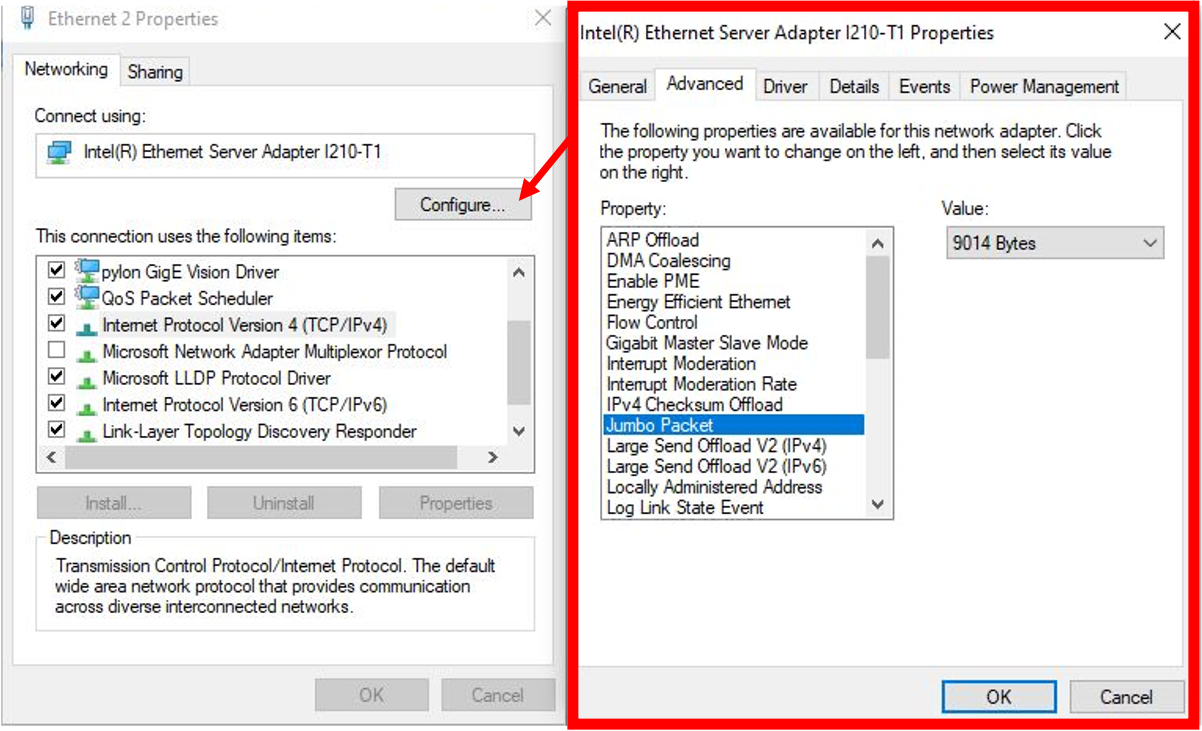 Ethernet 2 Properties
Networking
Sharing
Connect using:
Intel(R) Ethernet Server Adapter I210-T1
Configure...
This connection uses the following items:
pylon GigE Vision Driver
QoS Packet Scheduler
Internet Protocol Version 4 (TCP/IPv4)
Microsoft Network Adapter Multiplexor Protocol
Microsoft LLDP Protocol Driver
Internet Protocol Version 6 (TCP/IPv6)
Link-Layer Topology Discovery Responder
Install...
Uninstall
Properties
Description
Transmission Control Protocol/Internet Protocol. The default
wide area network protocol that provides communication
across diverse interconnected networks.
OK
Cancel
Intel(R) Ethernet Server Adapter I210-T1 Properties
General
Advanced
Driver
Details
Events
Power Management
The following properties are available for this network adapter. Click
the property you want to change on the left, and then select its value
on the right.
Property:
ARP Offload
DMA Coalescing
Enable PME
Energy Efficient Ethernet
Flow Control
Gigabit Master Slave Mode
Interrupt Moderation
Interrupt Moderation Rate
IPv4 Checksum Offload
Jumbo Packet
Large Send Offload V2 (IPv4)
Large Send Offload V2 (IPv6)
Locally Administered Address
Log Link State Event
Value:
9014 Bytes
OK
Cancel